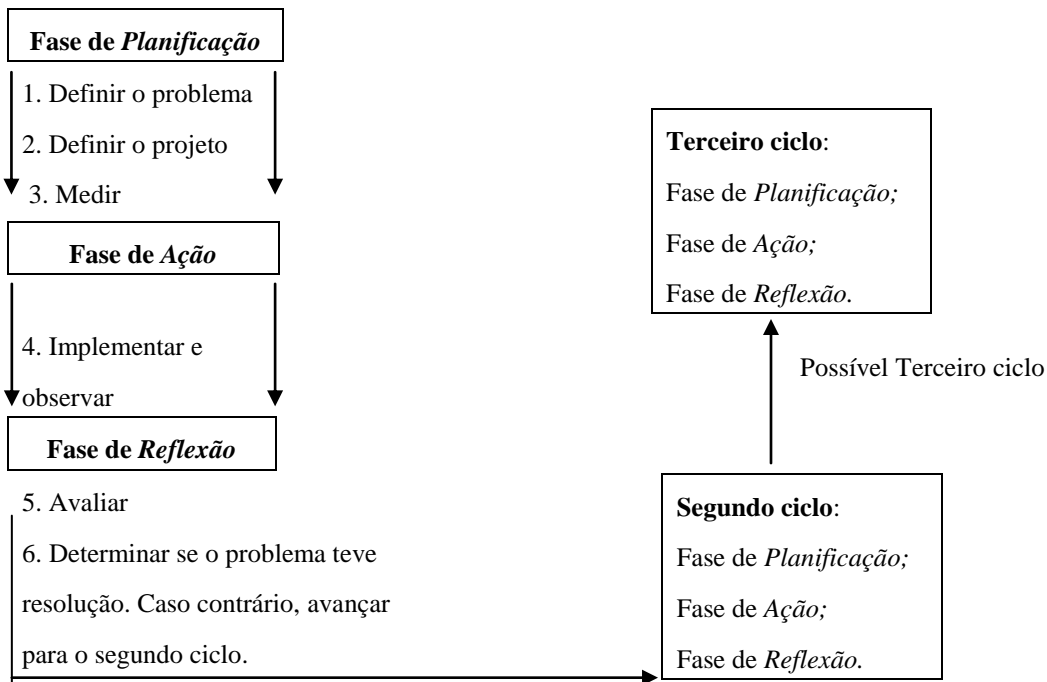 Fase de Planificação
1. Definir o problema
2. Definir o projeto
3. Medir
Fase de Ação
4. Implementar e
observar
Fase de Reflexão
5. Avaliar
6. Determinar se o problema teve
resolução. Caso contrário, avançar
para o segundo ciclo.
Segundo ciclo:
Fase de Planificação;
Fase de Ação;
Fase de Reflexão.
Possível Terceiro ciclo
Terceiro ciclo:
Fase de Planificação;
Fase de Ação;
Fase de Reflexão.